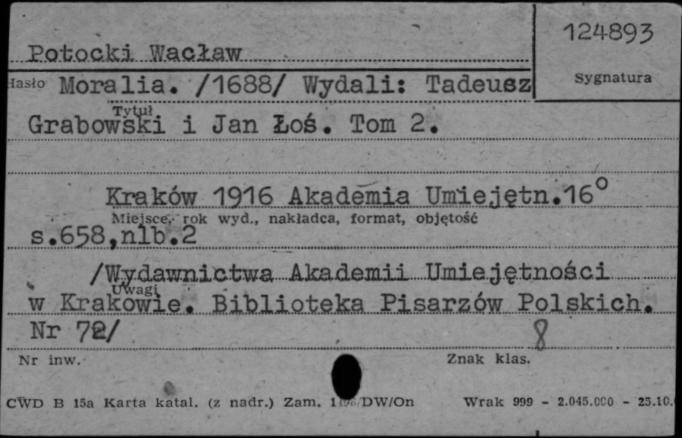 124893
Potocki Wacław
Sygnatura
Hasło Moralia. /1688/ Wydali: Tadeusz
Tytuł
Grabowski i Jan Łoś. Tom 2.
Kraków 1916 Akademia Umiejętn.16°
Miejsce, rok wyd., nakładca, format, objętość
s.658,nlb.2
/Wydawnictwa Akademii Umiejętności
Uwagi
w Krakowie. Biblioteka Pisarzów Polskich.
Nr 72/
8
Nr inw.
Znak klas.
CWD B 15a Karta katal. (z nadr.) Zam. DW/On Wrak 999 - 2.045.000 - 25.10.